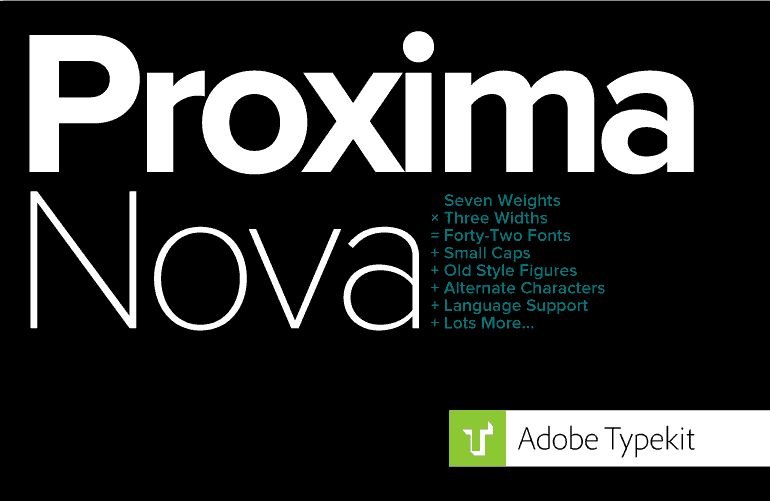 Proxima
Nova
Seven Weights
× Three Widths
= Forty-Two Fonts
+ Small Caps
+ Old Style Figures
+ Alternate Characters
+ Language Support
+ Lots More...
Adobe Typekit